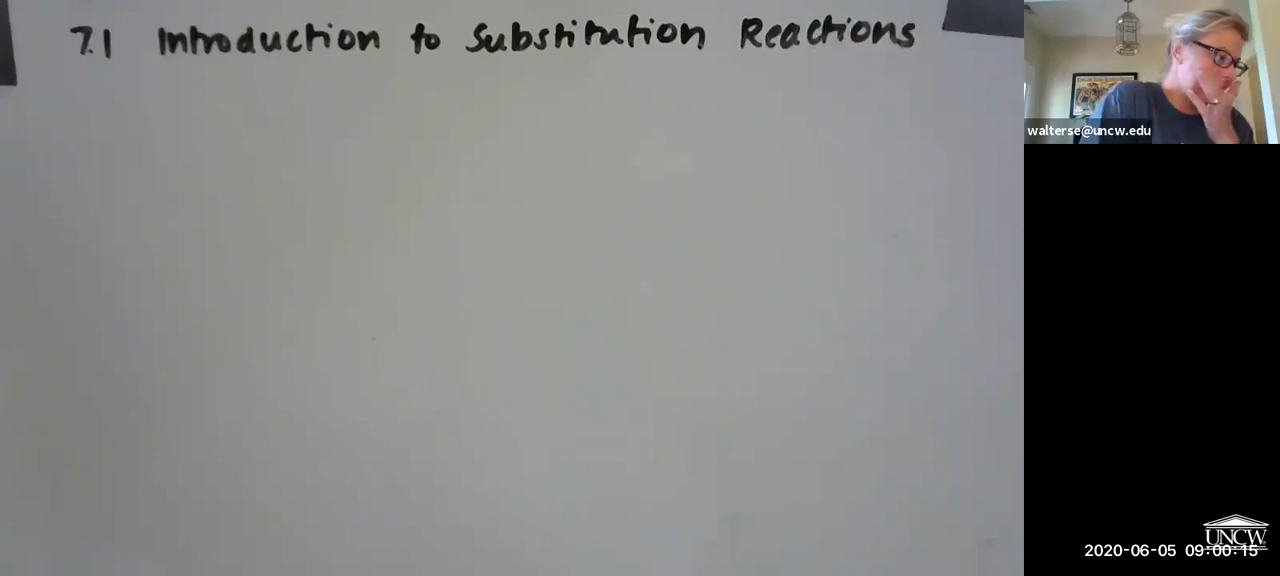 7.1 Introduction to Substitution Reactions
walterse@uncw.edu
UNCW
2020-06-05 09:00:15